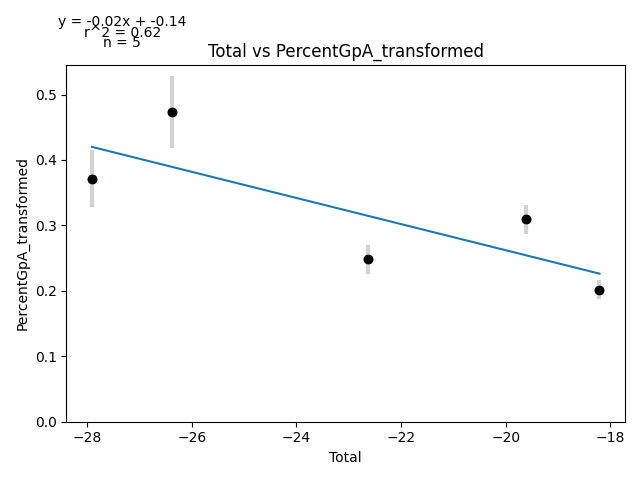 y = -0.02x + -0.14
r^2 = 0.62
n = 5
Total vs PercentGpA_transformed
PercentGpA_transformed
0.5
0.4
0.3
0.2
0.1
0.0
−28 −26 −24 −22 −20 −18
Total